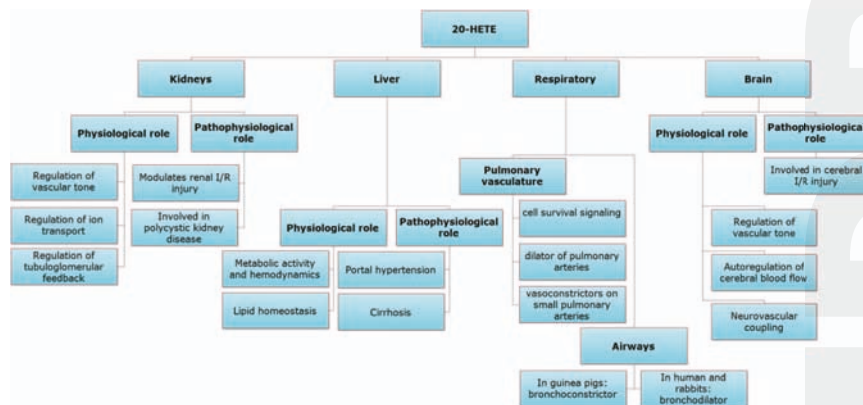 20-HETE
Kidneys
Liver
Respiratory
Brain
Physiological role
Pathophysiological
role
Physiological role
Pathophysiological
role
Regulation of
vascular tone
Modulates renal I/R
injury
Involved in cerebral
I/R injury
Pulmonary
vasculature
Regulation of ion
transport
Involved in
polycystic kidney
disease
Physiological role
Pathophysiological
role
cell survival signaling
Regulation of
vascular tone
Regulation of
tubuloglomerular
feedback
Metabolic activity
and hemodynamics
Portal hypertension
dilator of pulmonary
arteries
Autoregulation of
cerebral blood flow
Lipid homeostasis
Cirrhosis
vasoconstrictors on
small pulmonary
arteries
Neurovascular
coupling
Airways
In guinea pigs:
bronchoconstrictor
In human and
rabbits:
bronchodilator